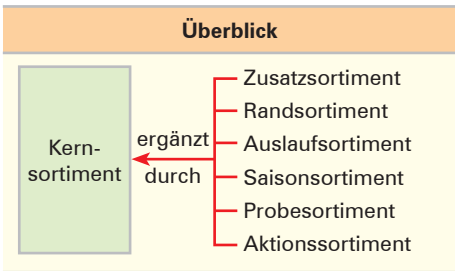 Überblick
Kern-
sortiment
ergänzt
durch
Zusatzsortiment
Randsortiment
Auslaufsortiment
Saisonsortiment
Probesortiment
Aktionssortiment